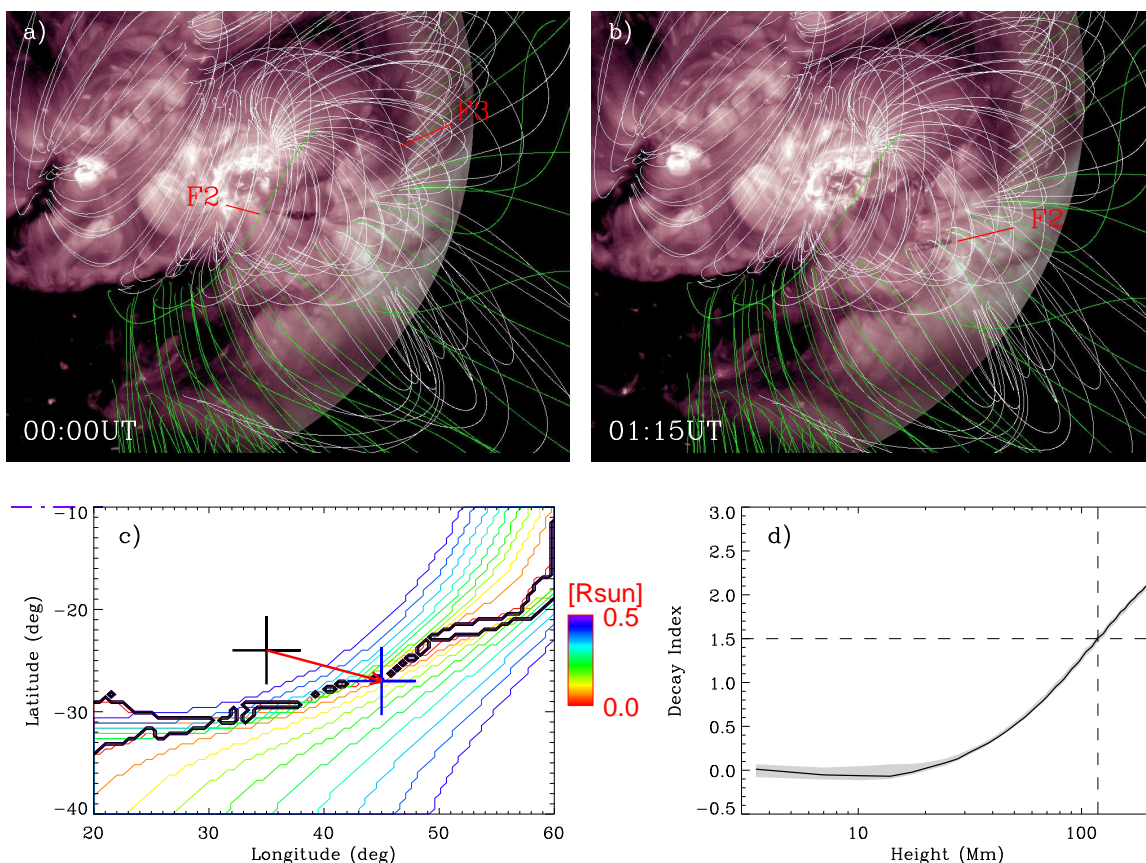 a)
F3
F2
00:00UT
b)
F2
01:15UT
c)
-10
-20
-30
-40
20
30
40
50
60
Latitude (deg)
Longitude (deg)
[Rsun]
0.5
0.0
d)
3.0
2.5
2.0
1.5
1.0
0.5
0.0
-0.5
10
100
Decay Index
Height (Mm)